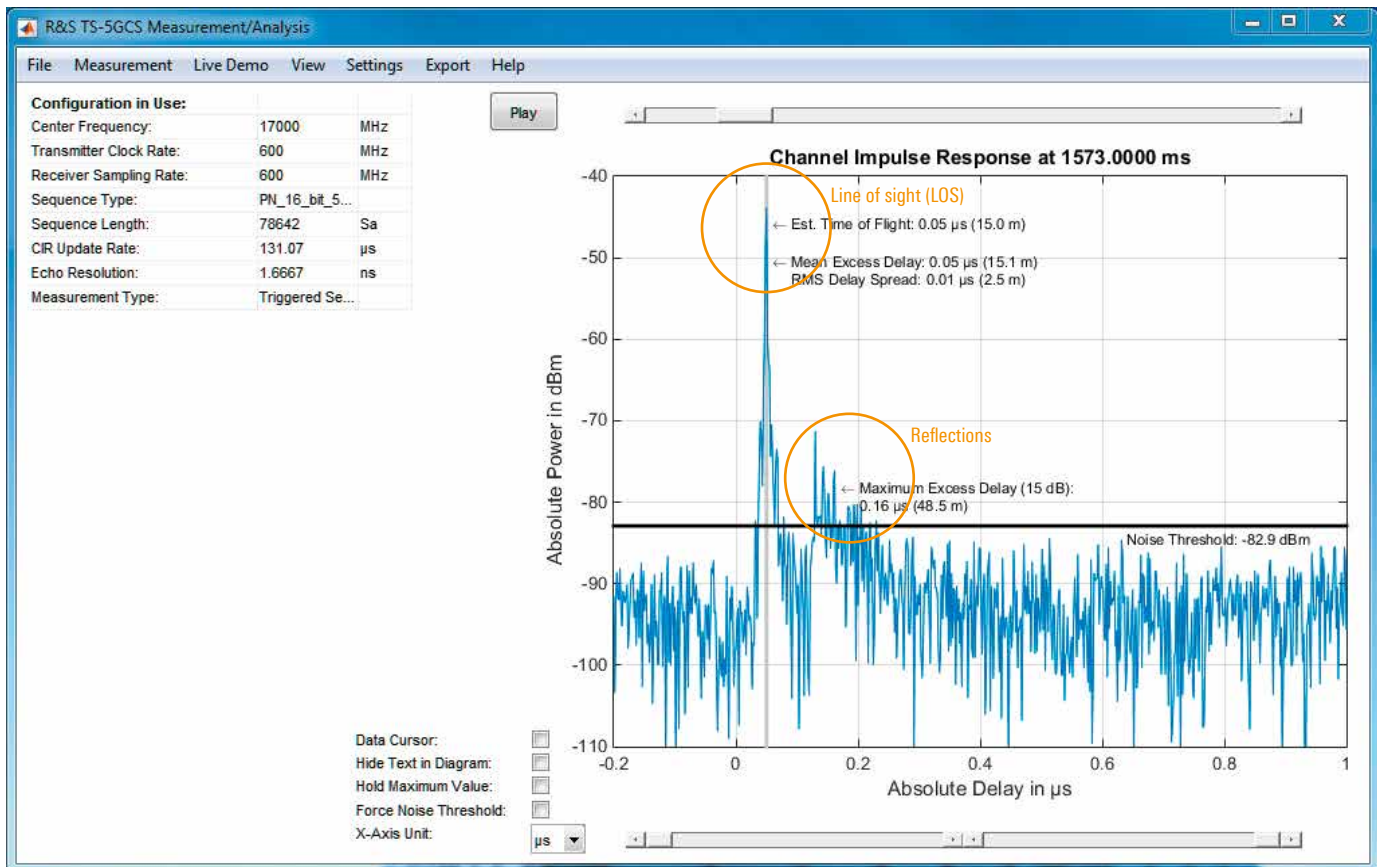 R&S TS-5GCS Measurement/Analysis
File Measurement Live Demo View Settings Export Help
Configuration in Use:
Center Frequency: 17000 MHz
Transmitter Clock Rate: 600 MHz
Receiver Sampling Rate: 600 MHz
Sequence Type: PN_16_bit_5...
Sequence Length: 78642 Sa
CIR Update Rate: 131.07 µs
Echo Resolution: 1.6667 ns
Measurement Type: Triggered Se...
Play
Channel Impulse Response at 1573.0000 ms
Line of sight (LOS)
← Est. Time of Flight: 0.05 µs (15.0 m)
← Mean Excess Delay: 0.05 µs (15.1 m)
RMS Delay Spread: 0.01 µs (2.5 m)
Reflections
← Maximum Excess Delay (15 dB):
0.16 µs (48.5 m)
Noise Threshold: -82.9 dBm
Absolute Power in dBm
-40
-50
-60
-70
-80
-90
-100
-110
-0.2 0 0.2 0.4 0.6 0.8 1
Absolute Delay in µs
Data Cursor:
Hide Text in Diagram:
Hold Maximum Value:
Force Noise Threshold:
X-Axis Unit: µs